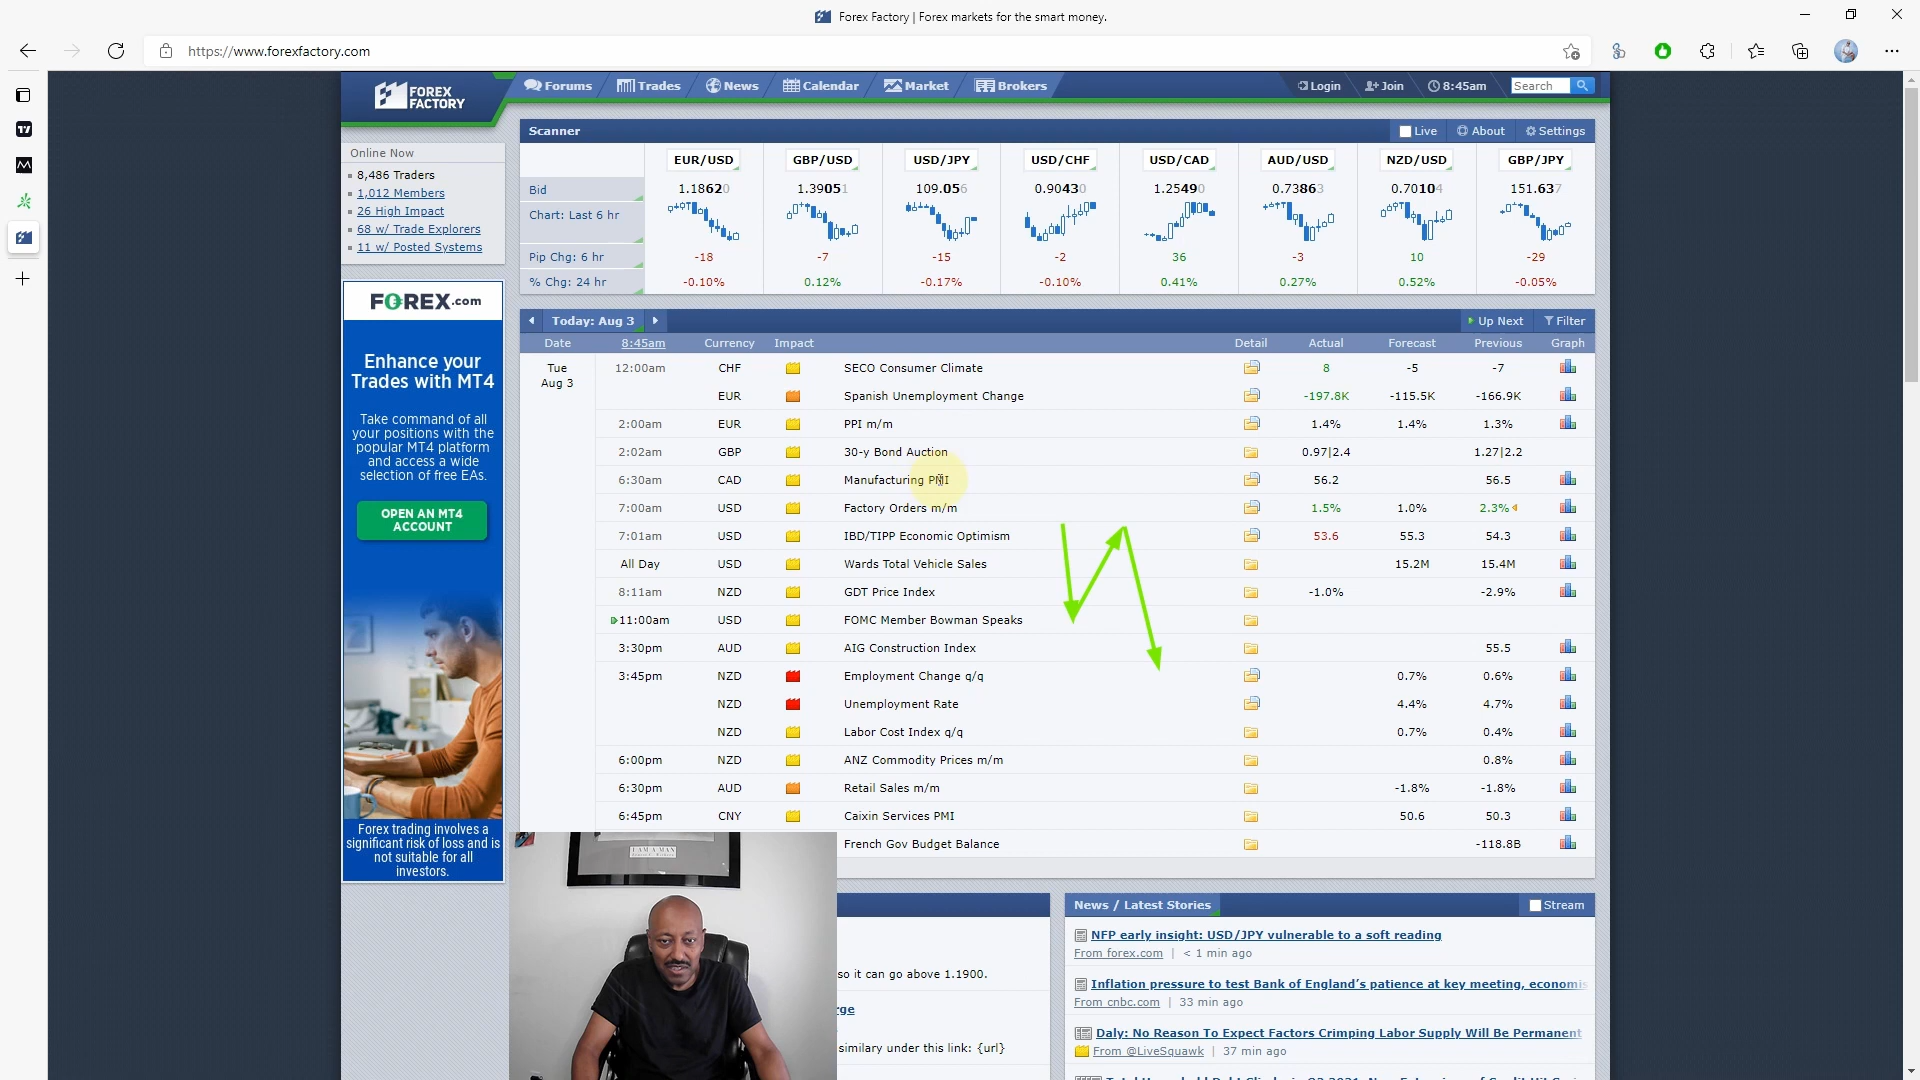 Forex Factory | Forex markets for the smart money.
https://www.forexfactory.com
FOREX FACTORY
Forums Trades News Calendar Market Brokers Login Join 8:45am Search
Online Now
8,486 Traders
1,012 Members
26 High Impact
68 w/ Trade Explorers
11 w/ Posted Systems
FOREX.com
Enhance your
Trades with MT4
Take command of all
your positions with the
popular MT4 platform
and access a wide
selection of free EAs.
OPEN AN MT4
ACCOUNT
Forex trading involves a
significant risk of loss and is
not suitable for all
investors.
Scanner Live About Settings
EUR/USD GBP/USD USD/JPY USD/CHF USD/CAD AUD/USD NZD/USD GBP/JPY
Bid 1.18620 1.39051 109.056 0.90430 1.25490 0.73863 0.70104 151.637
Chart: Last 6 hr
Pip Chg: 6 hr -18 -7 -15 -2 36 -3 10 -29
% Chg: 24 hr -0.10% 0.12% -0.17% -0.10% 0.41% 0.27% 0.52% -0.05%
Today: Aug 3 Up Next Filter
Date 8:45am Currency Impact Detail Actual Forecast Previous Graph
Tue
Aug 3
12:00am CHF SECO Consumer Climate 8 -5 -7
EUR Spanish Unemployment Change -197.8K -115.5K -166.9K
2:00am EUR PPI m/m 1.4% 1.4% 1.3%
2:02am GBP 30-y Bond Auction 0.97|2.4 1.27|2.2
6:30am CAD Manufacturing PMI 56.2 56.5
7:00am USD Factory Orders m/m 1.5% 1.0% 2.3%
7:01am USD IBD/TIPP Economic Optimism 53.6 55.3 54.3
All Day USD Wards Total Vehicle Sales 15.2M 15.4M
8:11am NZD GDT Price Index -1.0% -2.9%
11:00am USD FOMC Member Bowman Speaks
3:30pm AUD AIG Construction Index 55.5
3:45pm NZD Employment Change q/q 0.7% 0.6%
NZD Unemployment Rate 4.4% 4.7%
NZD Labor Cost Index q/q 0.7% 0.4%
6:00pm NZD ANZ Commodity Prices m/m 0.8%
6:30pm AUD Retail Sales m/m -1.8% -1.8%
6:45pm CNY Caixin Services PMI 50.6 50.3
French Gov Budget Balance -118.8B
I AM A MAN
so it can go above 1.1900.
rge
similary under this link: {url}
News / Latest Stories Stream
NFP early insight: USD/JPY vulnerable to a soft reading
From forex.com | < 1 min ago
Inflation pressure to test Bank of England's patience at key meeting, economis
From cnbc.com | 33 min ago
Daly: No Reason To Expect Factors Crimping Labor Supply Will Be Permanent
From @LiveSquawk | 37 min ago